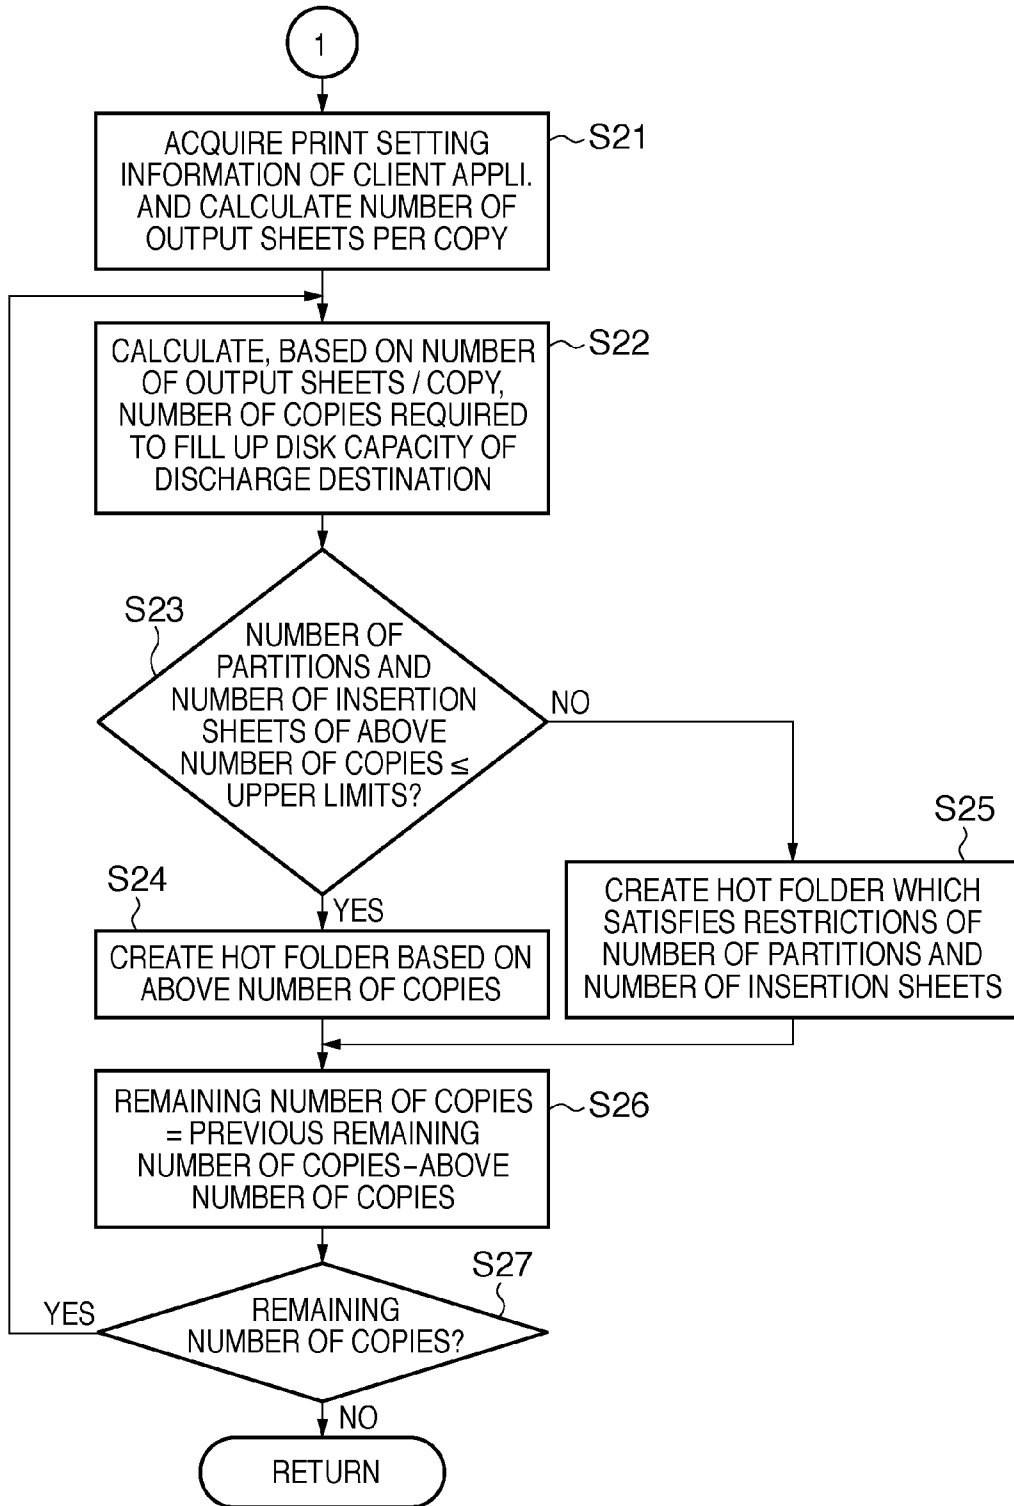 1
ACQUIRE PRINT SETTING
INFORMATION OF CLIENT APPLI.
AND CALCULATE NUMBER OF
OUTPUT SHEETS PER COPY
S21
CALCULATE, BASED ON NUMBER
OF OUTPUT SHEETS / COPY,
NUMBER OF COPIES REQUIRED
TO FILL UP DISK CAPACITY OF
DISCHARGE DESTINATION
S22
S23
NUMBER OF
PARTITIONS AND
NUMBER OF INSERTION
SHEETS OF ABOVE
NUMBER OF COPIES ≤
UPPER LIMITS?
NO
YES
S24
CREATE HOT FOLDER BASED ON
ABOVE NUMBER OF COPIES
S25
CREATE HOT FOLDER WHICH
SATISFIES RESTRICTIONS OF
NUMBER OF PARTITIONS AND
NUMBER OF INSERTION SHEETS
REMAINING NUMBER OF COPIES
= PREVIOUS REMAINING
NUMBER OF COPIES–ABOVE
NUMBER OF COPIES
S26
S27
REMAINING
NUMBER OF COPIES?
YES
NO
RETURN